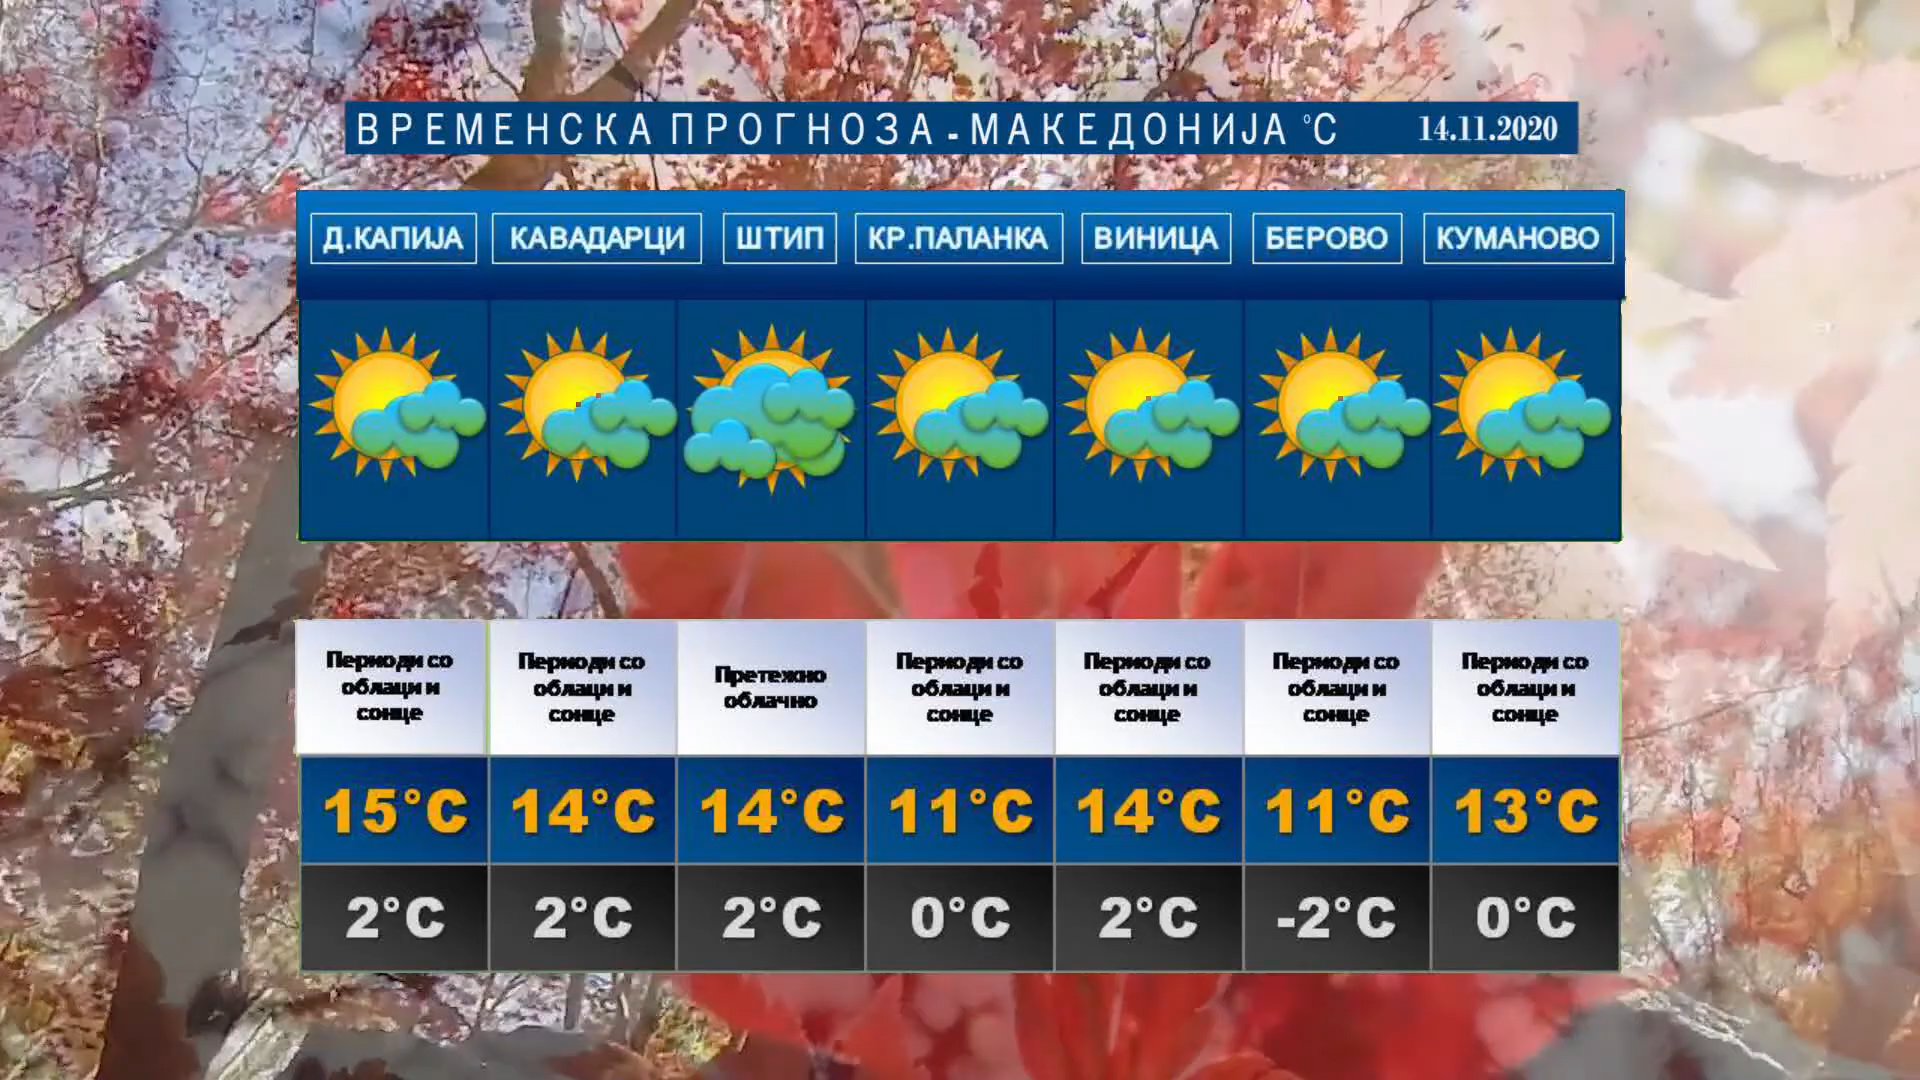 ВРЕМЕНСКА ПРОГНОЗА - МАКЕДОНИЈА °С 14.11.2020
Д.КАПИЈА КАВАДАРЦИ ШТИП КР.ПАЛАНКА ВИНИЦА БЕРОВО КУМАНОВО
Периоди со
облаци и
сонце
Периоди со
облаци и
сонце
Претежно
облачно
Периоди со
облаци и
сонце
Периоди со
облаци и
сонце
Периоди со
облаци и
сонце
Периоди со
облаци и
сонце
15°C 14°C 14°C 11°C 14°C 11°C 13°C
2°C 2°C 2°C 0°C 2°C -2°C 0°C